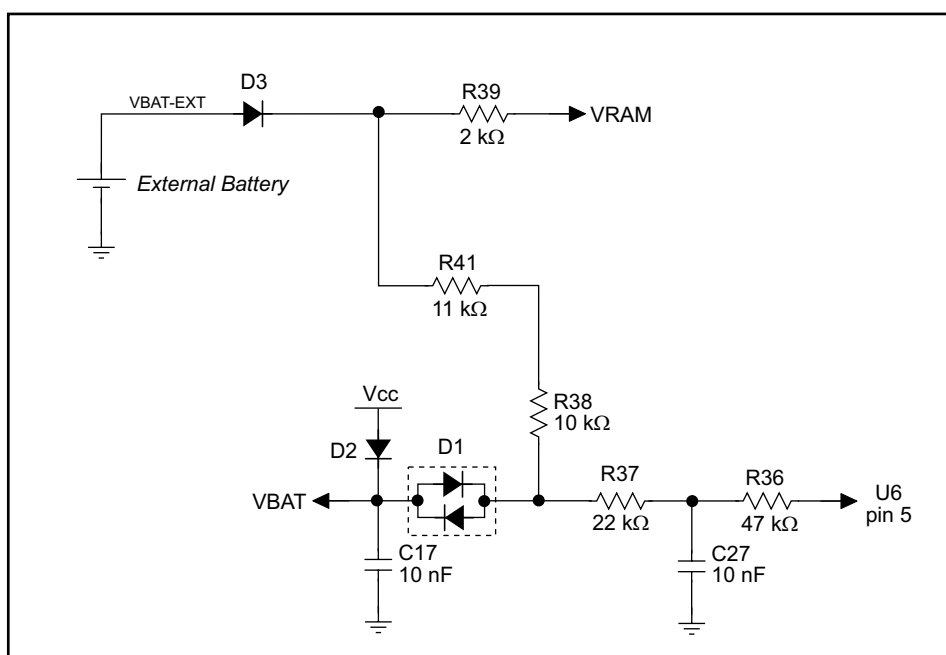 D3
VBAT-EXT
R39
2 kΩ
VRAM
External Battery
R41
11 kΩ
Vcc
R38
10 kΩ
D2
D1
R37
22 kΩ
R36
47 kΩ
VBAT
U6
pin 5
C17
10 nF
C27
10 nF